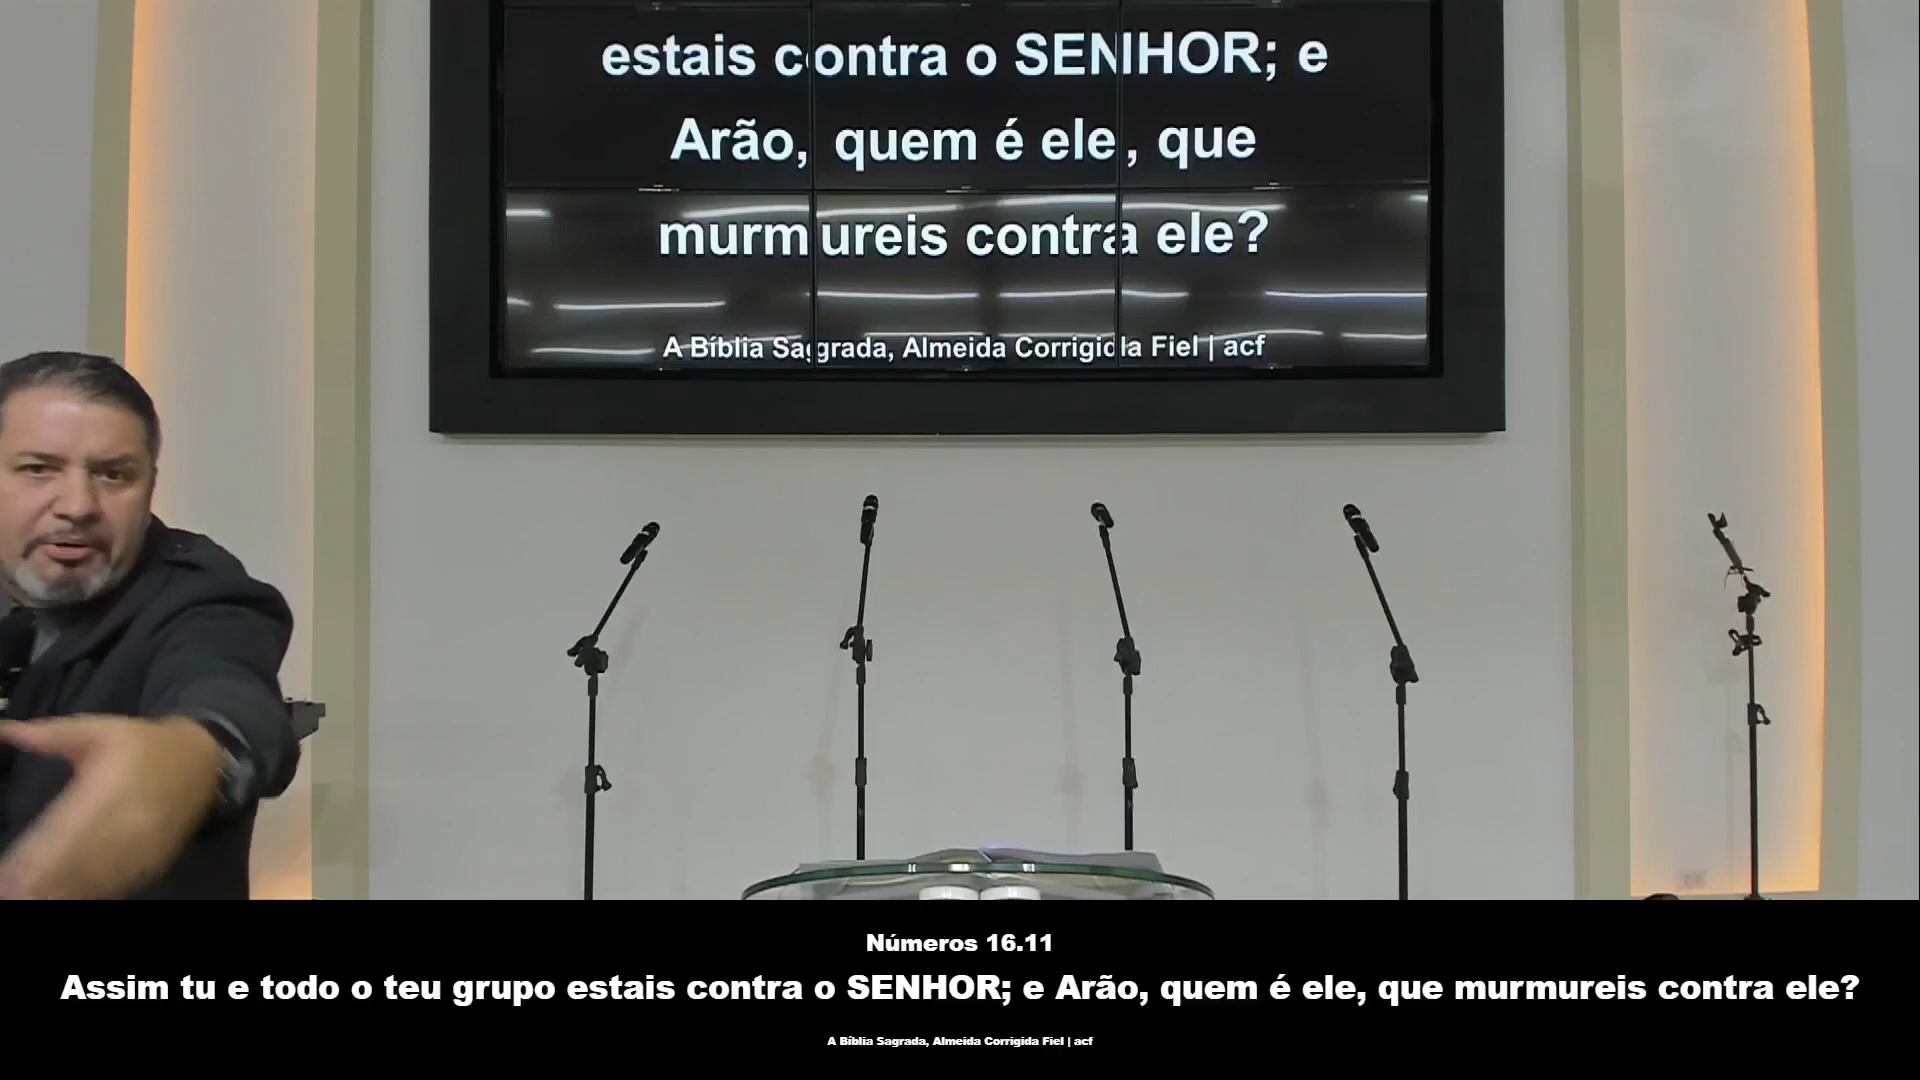 estais contra o SENHOR; e
Arão, quem é ele, que
murmureis contra ele?
A Bíblia Sagrada, Almeida Corrigida Fiel | acf
Números 16.11
Assim tu e todo o teu grupo estais contra o SENHOR; e Arão, quem é ele, que murmureis contra ele?
A Bíblia Sagrada, Almeida Corrigida Fiel | acf